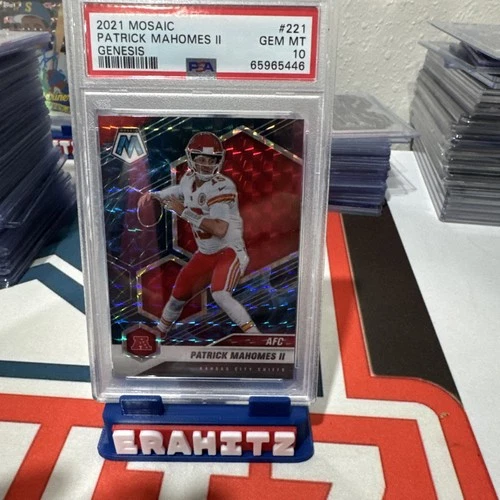 2021 MOSAIC #221
PATRICK MAHOMES II GEM MT
GENESIS 10
PSA 65965446
M
AFC
PATRICK MAHOMES II
KANSAS CITY CHIEFS
ERAHITZ